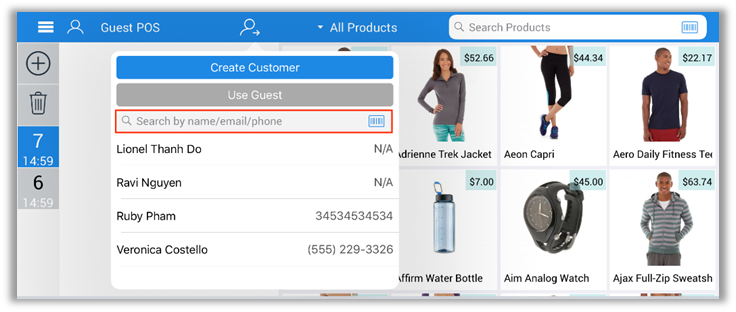 Guest POS
All Products
Search Products
7
14:59
6
14:59
Create Customer
Use Guest
Search by name/email/phone
Lionel Thanh Do N/A
Ravi Nguyen N/A
Ruby Pham 34534534534
Veronica Costello (555) 229-3326
$52.66
$44.34
$22.17
Adrienne Trek Jacket
Aeon Capri
Aero Daily Fitness Tee
$7.00
$45.00
$63.74
Affirm Water Bottle
Aim Analog Watch
Ajax Full-Zip Sweatsh